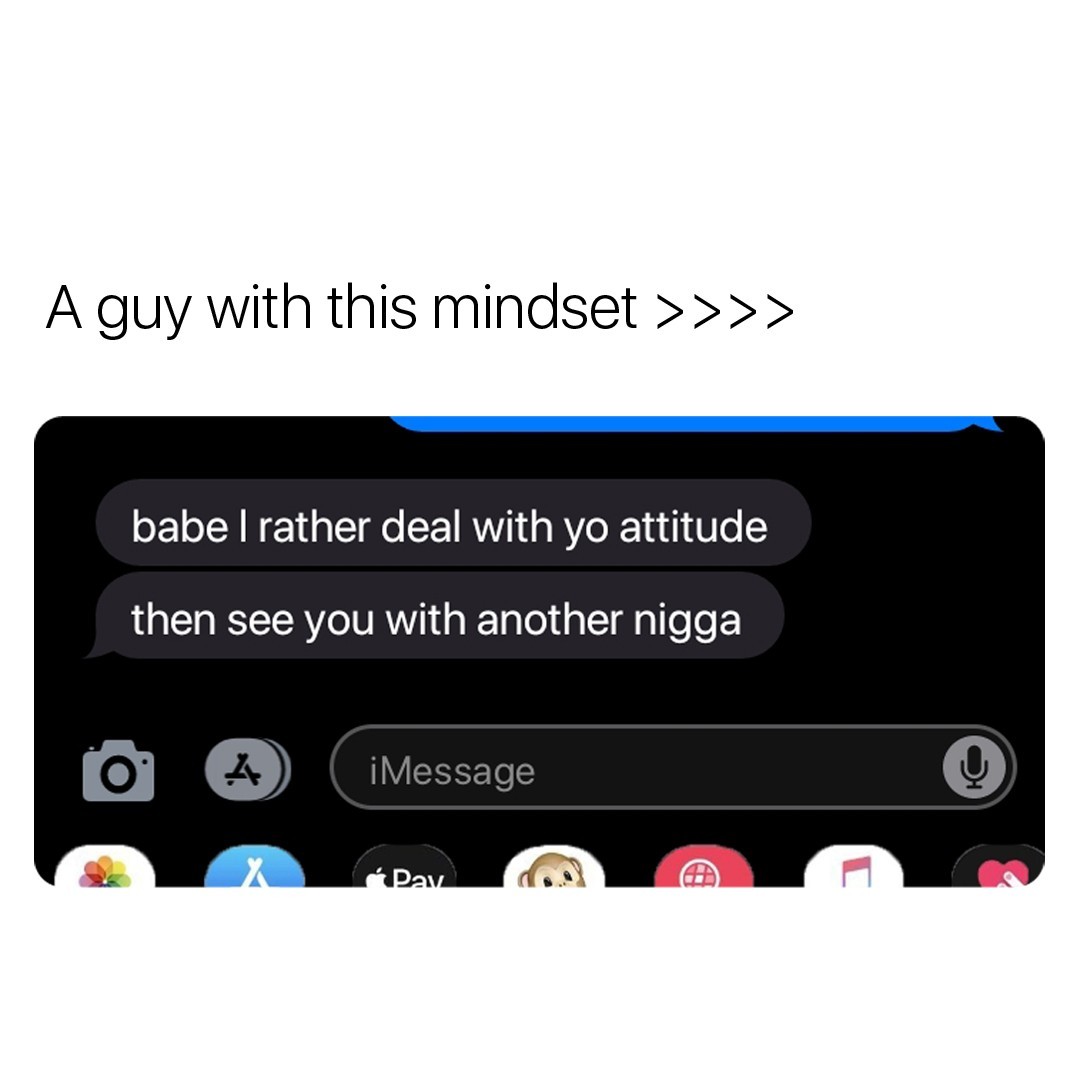 A guy with this mindset >>>>
babe I rather deal with yo attitude
then see you with another nigga
iMessage
Pay